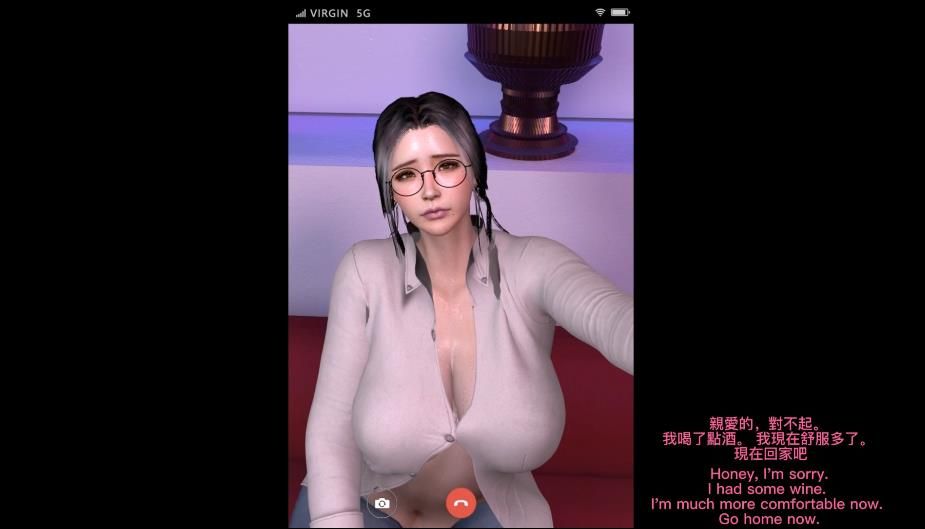 VIRGIN 5G
親愛的，對不起。
我喝了點酒。 我現在舒服多了。
現在回家吧
Honey, I'm sorry.
I had some wine.
I'm much more comfortable now.
Go home now.